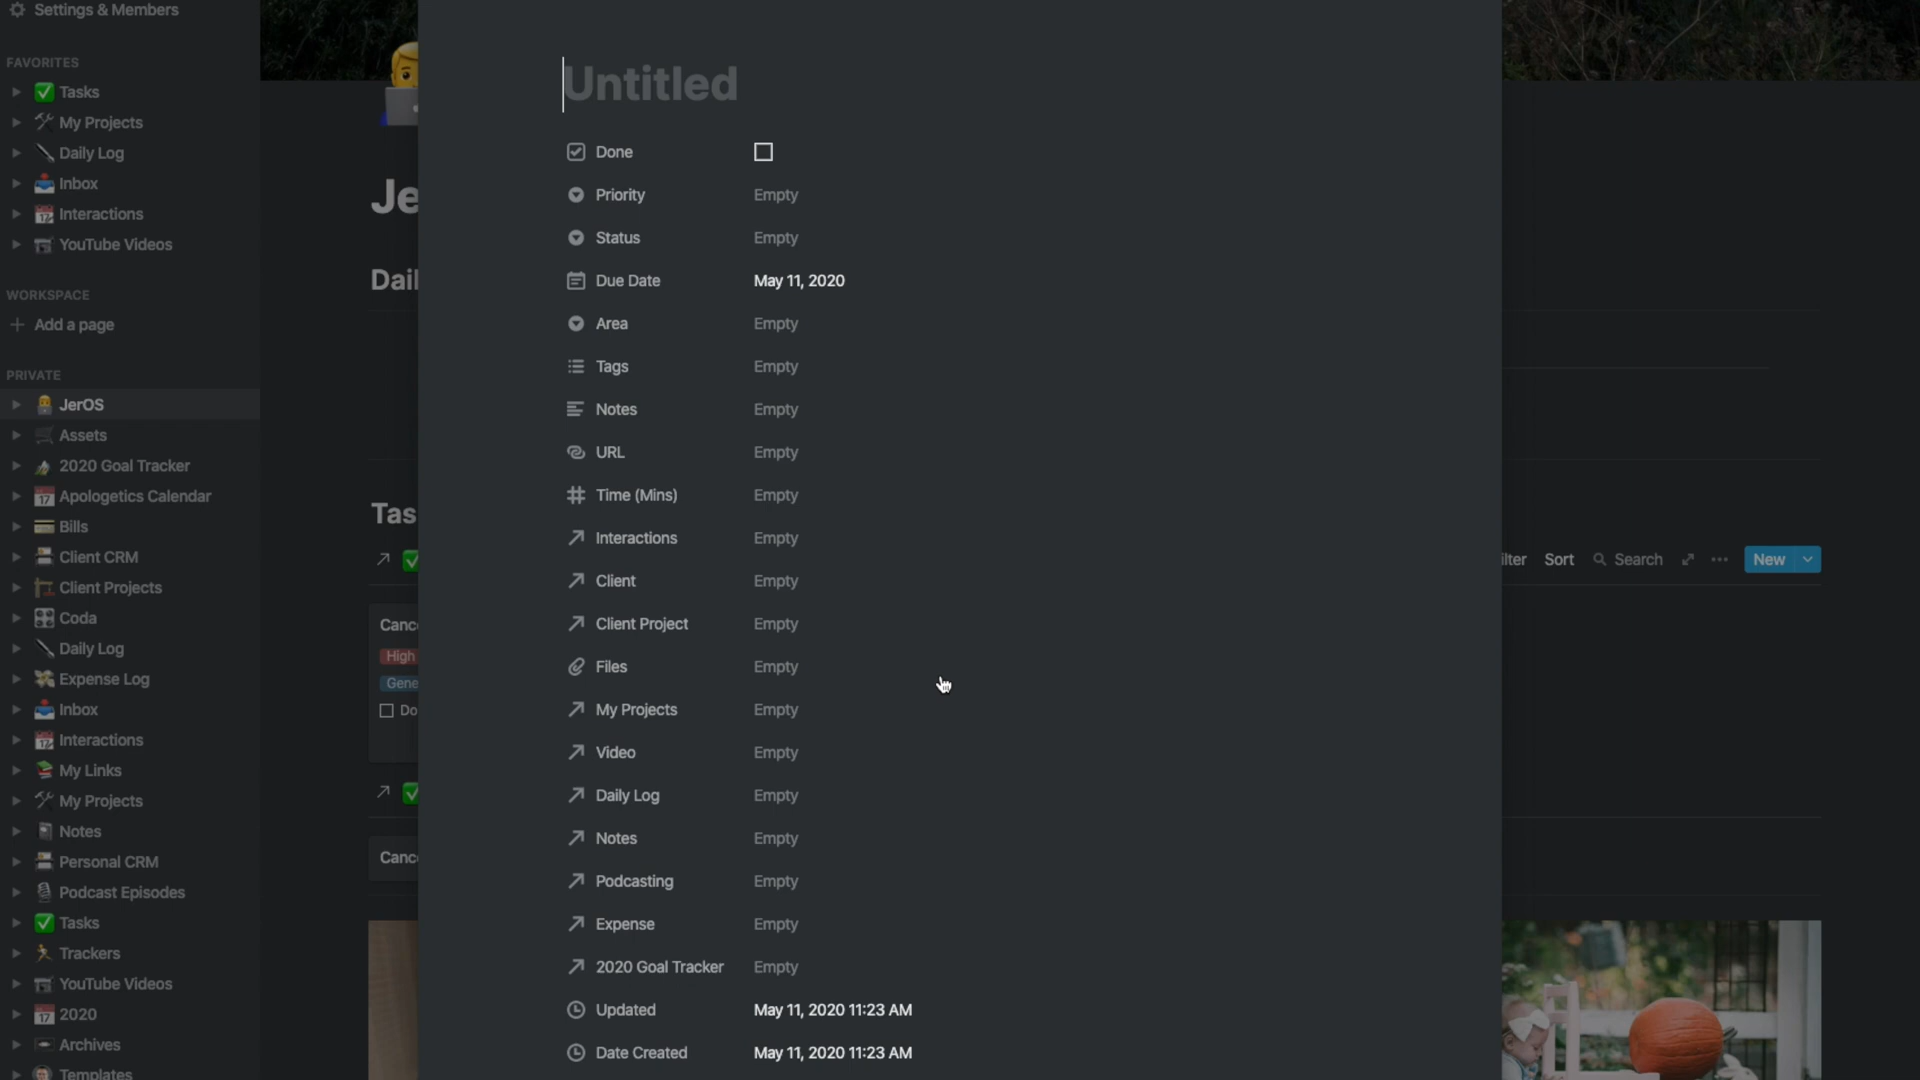 Settings & Members
FAVORITES
Tasks
My Projects
Daily Log
Inbox
Interactions
YouTube Videos
WORKSPACE
Add a page
PRIVATE
JerOS
Assets
2020 Goal Tracker
Apologetics Calendar
Bills
Client CRM
Client Projects
Coda
Daily Log
Expense Log
Inbox
Interactions
My Links
My Projects
Notes
Personal CRM
Podcast Episodes
Tasks
Trackers
YouTube Videos
2020
Archives
Templates
Je
Dail
Tas
Canc
High
Gene
Do
Canc
Untitled
Done
Priority Empty
Status Empty
Due Date May 11, 2020
Area Empty
Tags Empty
Notes Empty
URL Empty
Time (Mins) Empty
Interactions Empty
Client Empty
Client Project Empty
Files Empty
My Projects Empty
Video Empty
Daily Log Empty
Notes Empty
Podcasting Empty
Expense Empty
2020 Goal Tracker Empty
Updated May 11, 2020 11:23 AM
Date Created May 11, 2020 11:23 AM
ilter Sort Search New